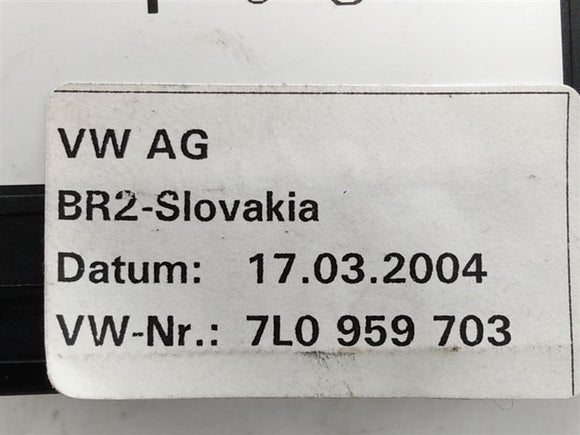 VW AG
BR2-Slovakia
Datum: 17.03.2004
VW-Nr.: 7L0 959 703